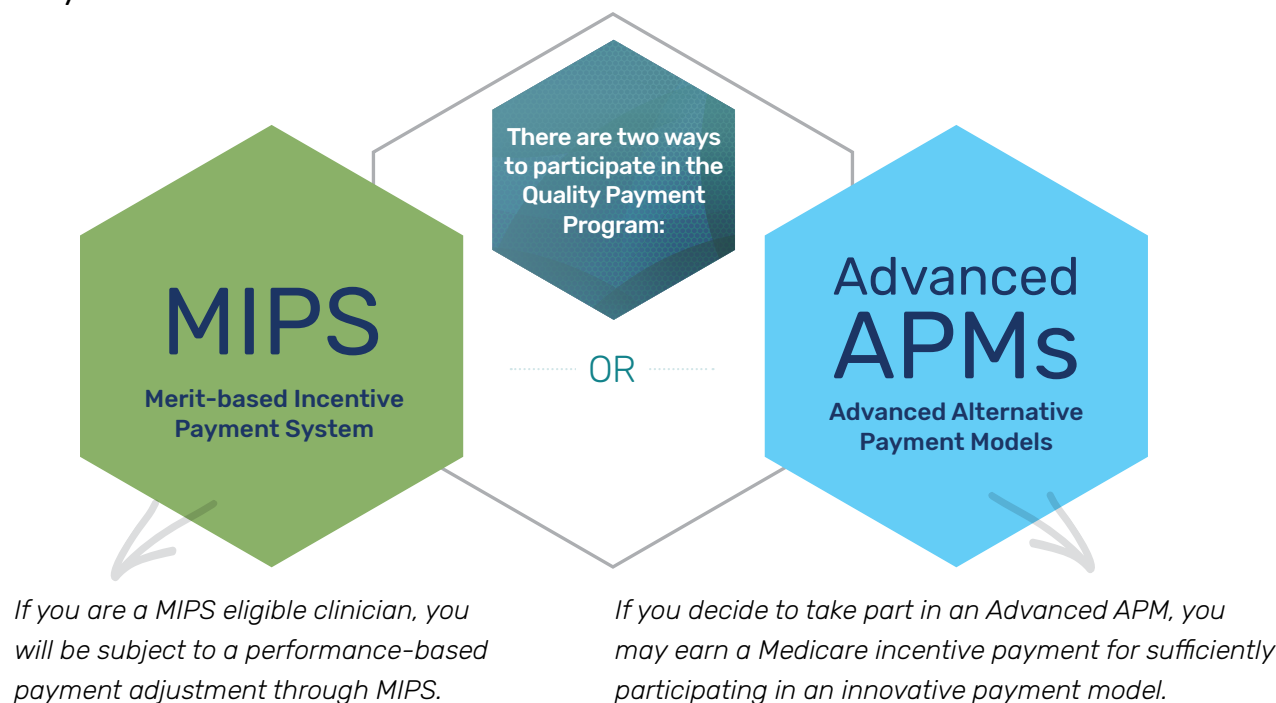 There are two ways
to participate in the
Quality Payment
Program:
MIPS
Merit-based Incentive
Payment System
OR
Advanced
APMs
Advanced Alternative
Payment Models
If you are a MIPS eligible clinician, you
will be subject to a performance-based
payment adjustment through MIPS.
If you decide to take part in an Advanced APM, you
may earn a Medicare incentive payment for sufficiently
participating in an innovative payment model.